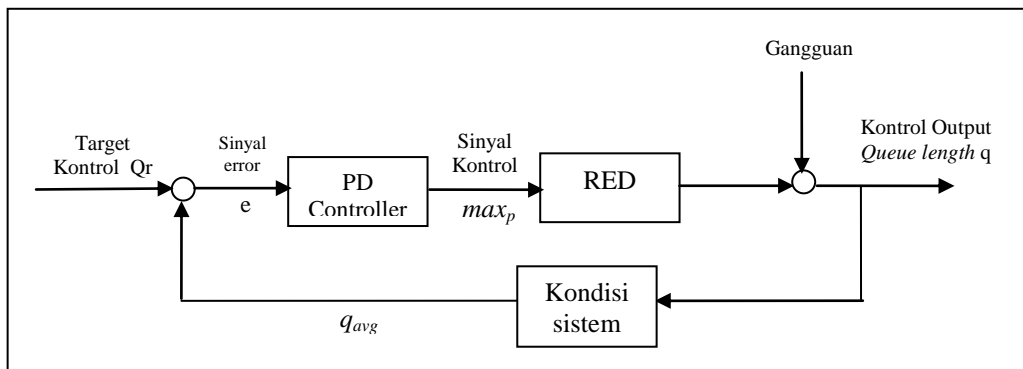 Gangguan
Target
Kontrol Qr
Sinyal
error
e
PD
Controller
Sinyal
Kontrol
max_p
RED
Kontrol Output
Queue length q
Kondisi
sistem
q_avg